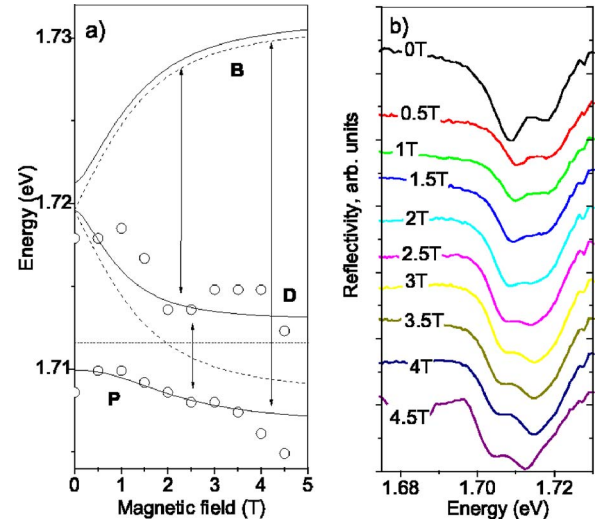 a)
1.73
1.72
1.71
Energy (eV)
B
D
P
0
1
2
3
4
5
Magnetic field (T)
b)
0T
0.5T
1T
1.5T
2T
2.5T
3T
3.5T
4T
4.5T
Reflectivity, arb. units
1.68
1.70
1.72
Energy (eV)